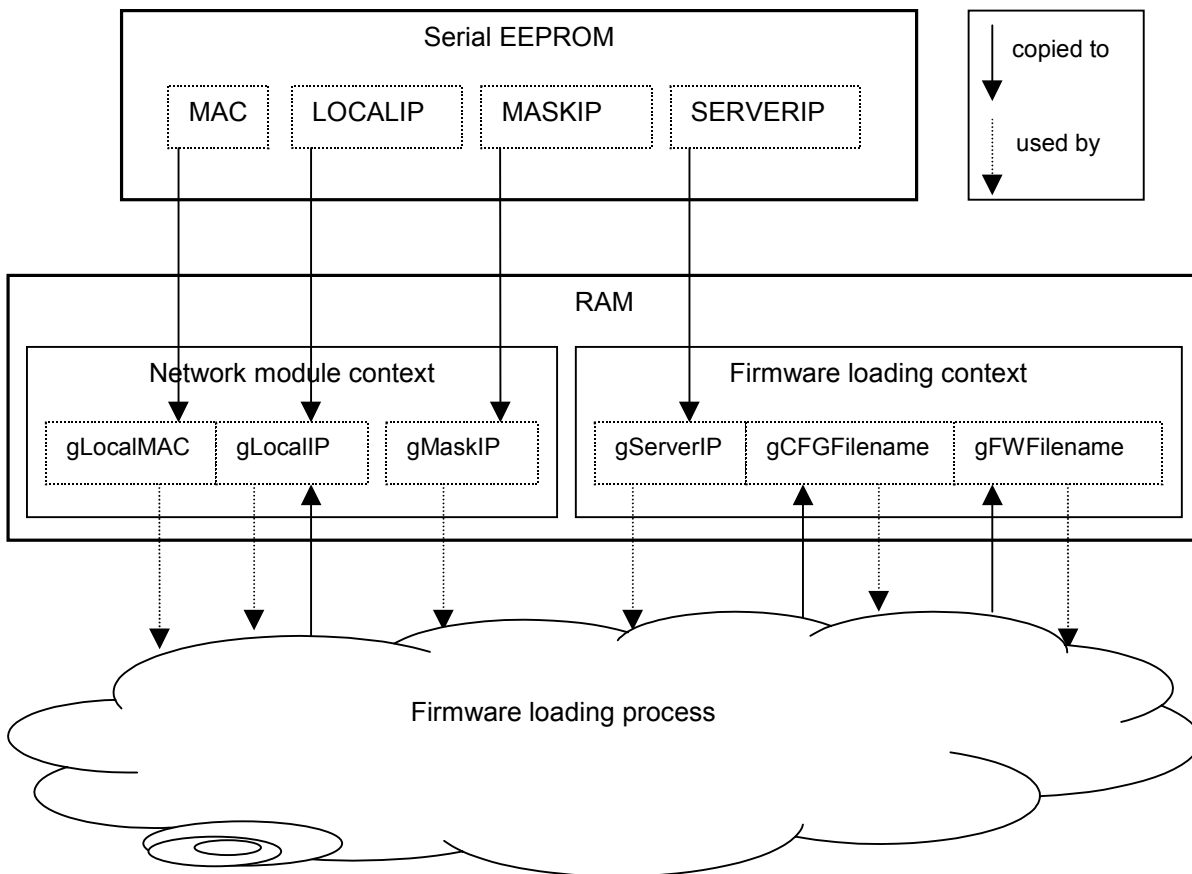 Serial EEPROM
copied to
MAC
LOCALIP
MASKIP
SERVERIP
used by
RAM
Network module context
Firmware loading context
gLocalMAC
gLocalIP
gMaskIP
gServerIP
gCFGFilename
gFWFilename
Firmware loading process